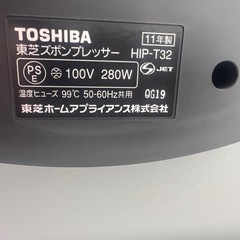 TOSHIBA 11年製
東芝ズボンプレッサー HIP-T32
PS
E 100V 280W S JET
温度ヒューズ 99℃ 50-60Hz共用 QG19
東芝ホームアプライアンス株式会社